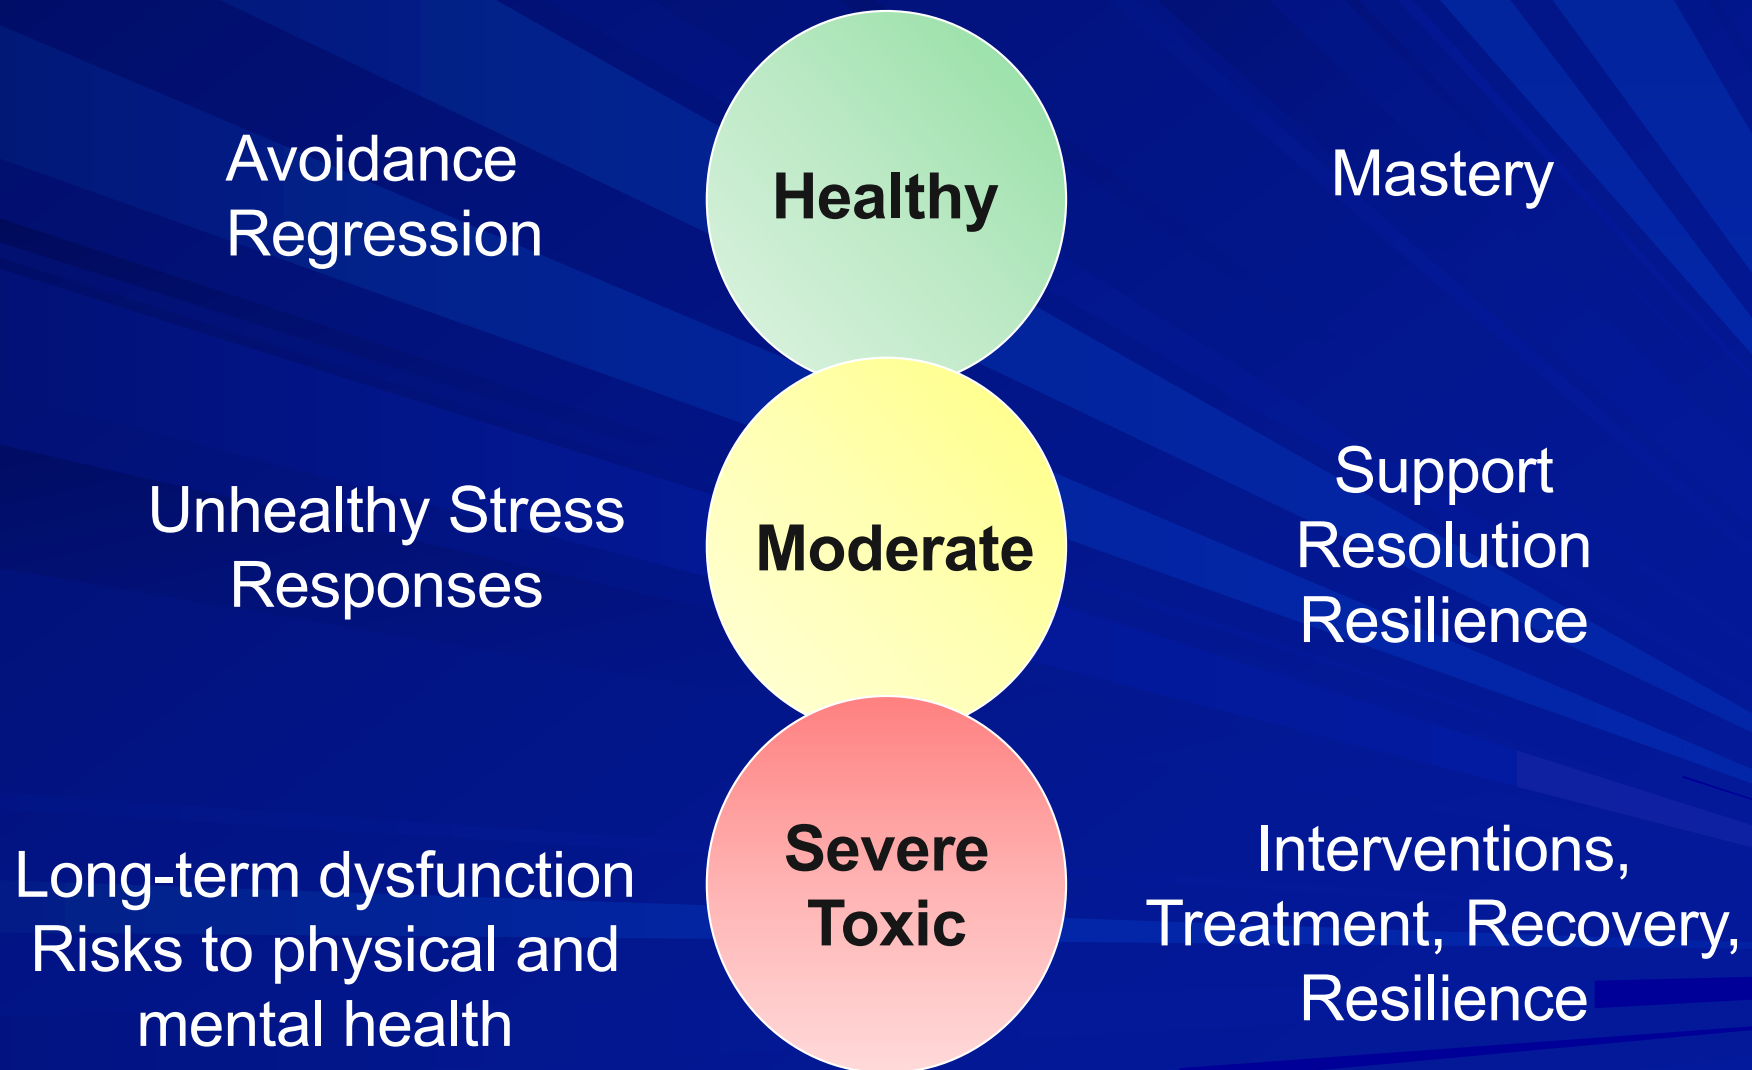 Avoidance
Regression
Healthy
Mastery
Unhealthy Stress
Responses
Moderate
Support
Resolution
Resilience
Long-term dysfunction
Risks to physical and
mental health
Severe
Toxic
Interventions,
Treatment, Recovery,
Resilience